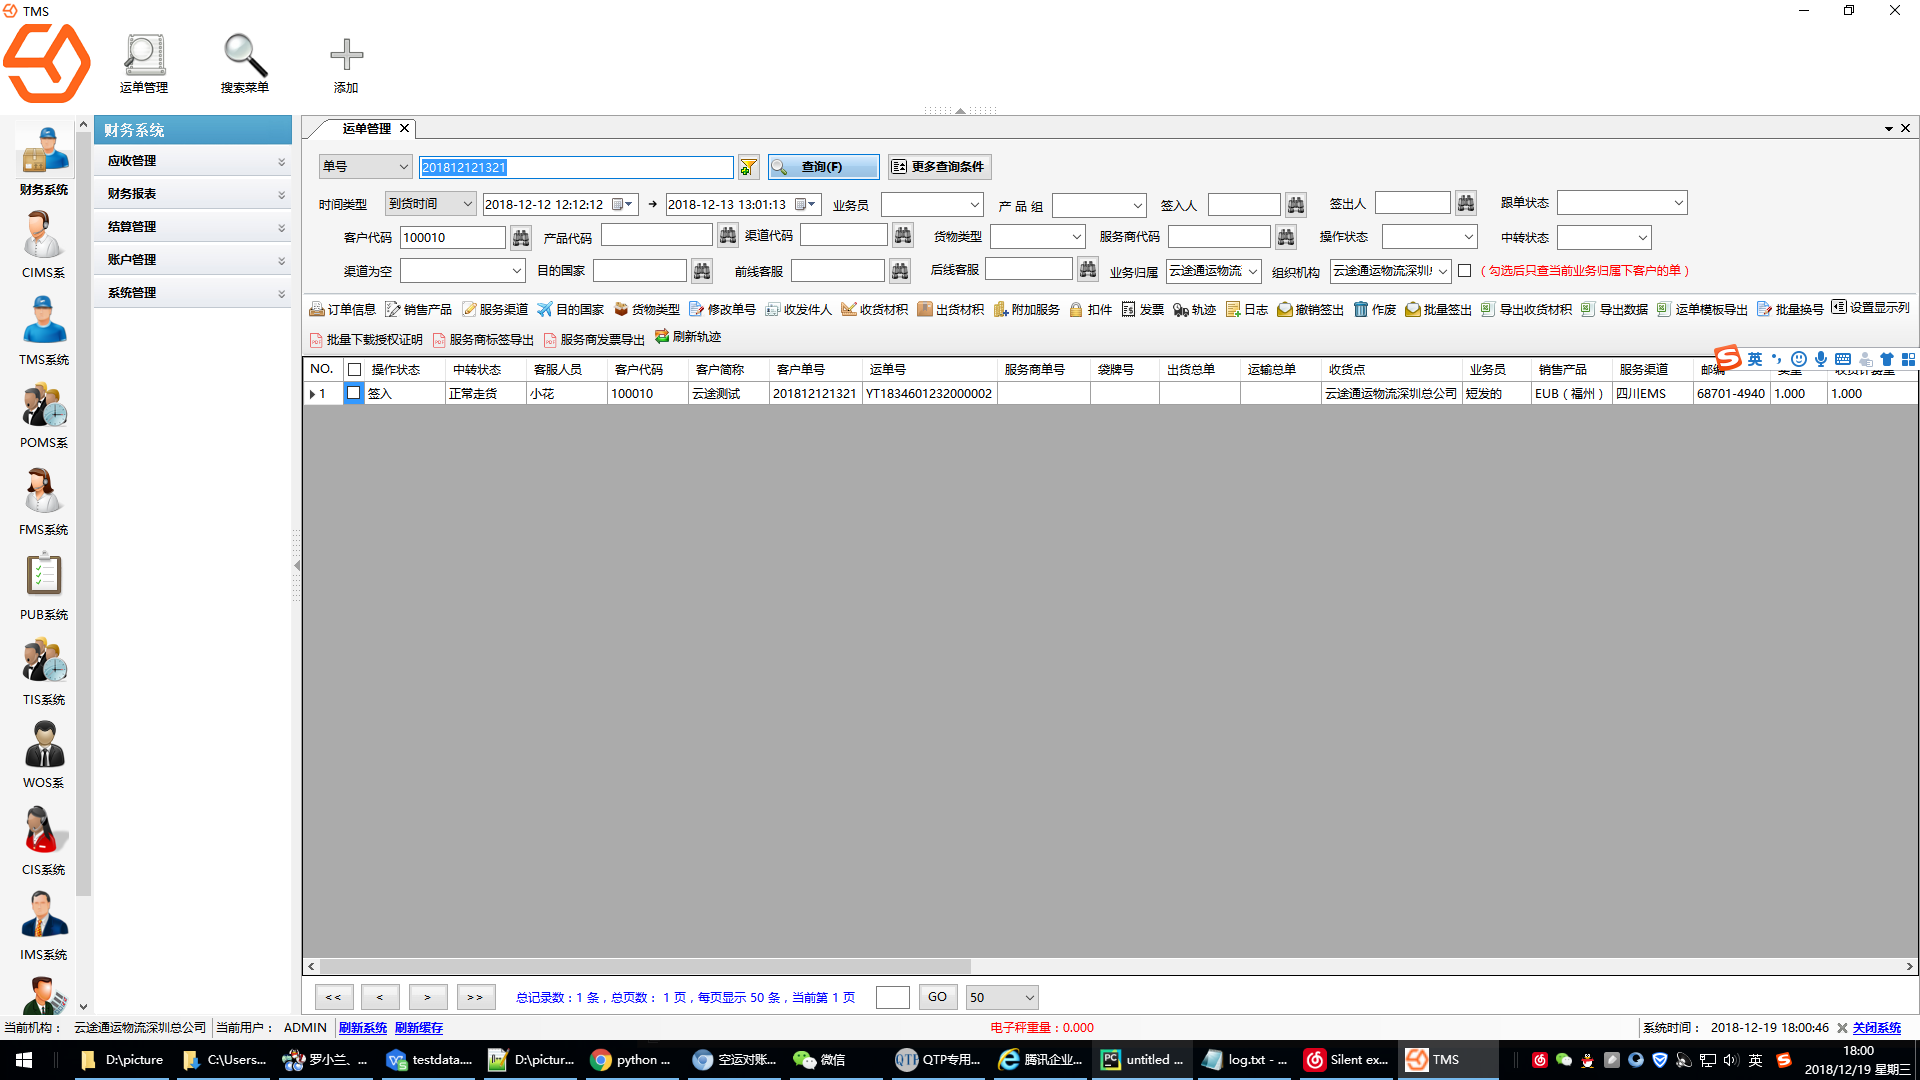 TMS
运单管理 搜索菜单 添加
财务系统
CIMS系
TMS系统
POMS系
FMS系统
PUB系统
TIS系统
WOS系
CIS系统
IMS系统
财务系统
应收管理
财务报表
结算管理
账户管理
系统管理
运单管理
单号 201812121321 查询(F) 更多查询条件
时间类型 到货时间 2018-12-12 12:12:12 → 2018-12-13 13:01:13 业务员 产 品 组 签入人 签出人 跟单状态
客户代码 100010 产品代码 渠道代码 货物类型 服务商代码 操作状态 中转状态
渠道为空 目的国家 前线客服 后线客服 业务归属 云途通运物流 组织机构 云途通运物流深圳 （勾选后只查当前业务归属下客户的单）
订单信息 销售产品 服务渠道 目的国家 货物类型 修改单号 收发件人 收货材积 出货材积 附加服务 扣件 发票 轨迹 日志 撤销签出 作废 批量签出 导出收货材积 导出数据 运单模板导出 批量换号 设置显示列
批量下载授权证明 服务商标签导出 服务商发票导出 刷新轨迹
英
NO. 操作状态 中转状态 客服人员 客户代码 客户简称 客户单号 运单号 服务商单号 袋牌号 出货总单 运输总单 收货点 业务员 销售产品 服务渠道
1 签入 正常走货 小花 100010 云途测试 201812121321 YT1834601232000002 云途通运物流深圳总公司 短发的 EUB（福州） 四川EMS 68701-4940 1.000 1.000
<< < > >> 总记录数：1 条，总页数： 1 页，每页显示 50 条，当前第 1 页 GO 50
当前机构： 云途通运物流深圳总公司 当前用户： ADMIN 刷新系统 刷新缓存 电子秤重量：0.000 系统时间： 2018-12-19 18:00:46 关闭系统
D:\picture C:\Users... 罗小兰、... testdata.... D:\pictur... python ... 空运对账... 微信 QTP专用... 腾讯企业... untitled ... log.txt - ... Silent ex... TMS 英
18:00
2018/12/19 星期三